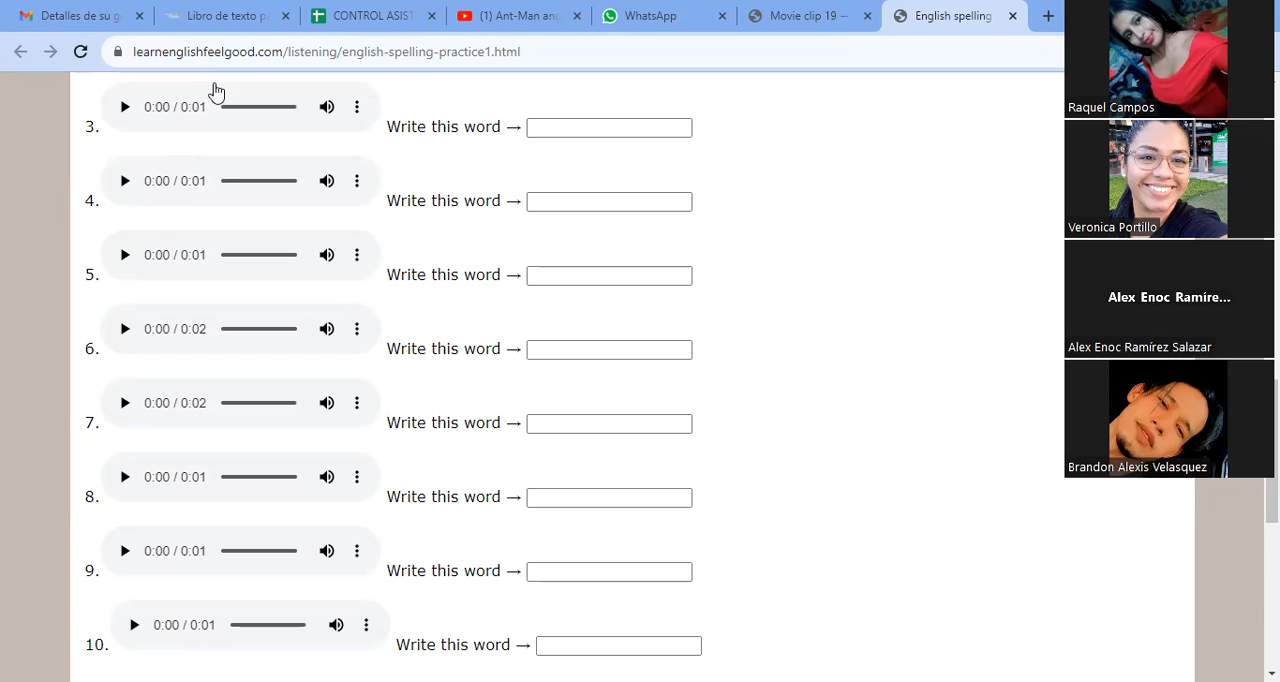 Detalles de su g
Libro de texto p
CONTROL ASIST
(1) Ant-Man and
WhatsApp
Movie clip 19 –
English spelling
learnenglishfeelgood.com/listening/english-spelling-practice1.html
0:00 / 0:01
3. Write this word →
0:00 / 0:01
4. Write this word →
0:00 / 0:01
5. Write this word →
0:00 / 0:02
6. Write this word →
0:00 / 0:02
7. Write this word →
0:00 / 0:01
8. Write this word →
0:00 / 0:01
9. Write this word →
0:00 / 0:01
10. Write this word →
Raquel Campos
Veronica Portillo
Alex Enoc Ramíre...
Alex Enoc Ramírez Salazar
Brandon Alexis Velasquez